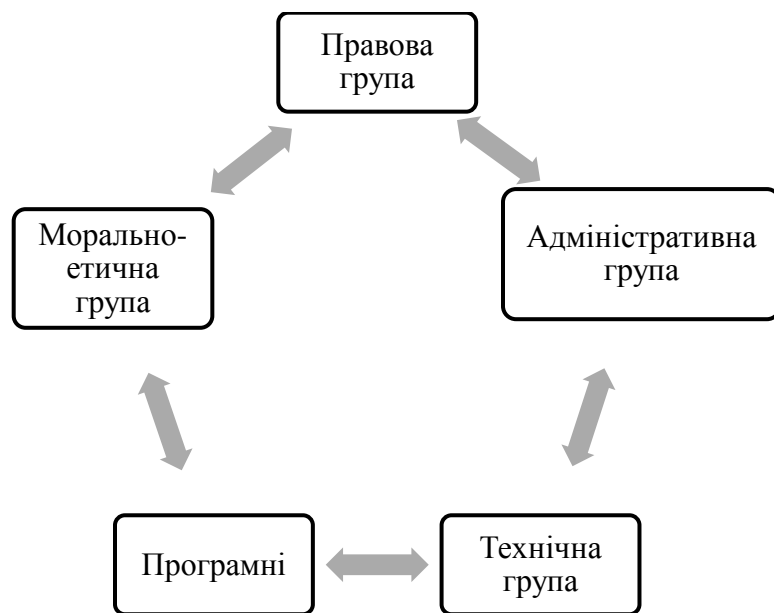 Правова
група
Морально-
етична
група
Адміністративна
група
Програмні
Технічна
група